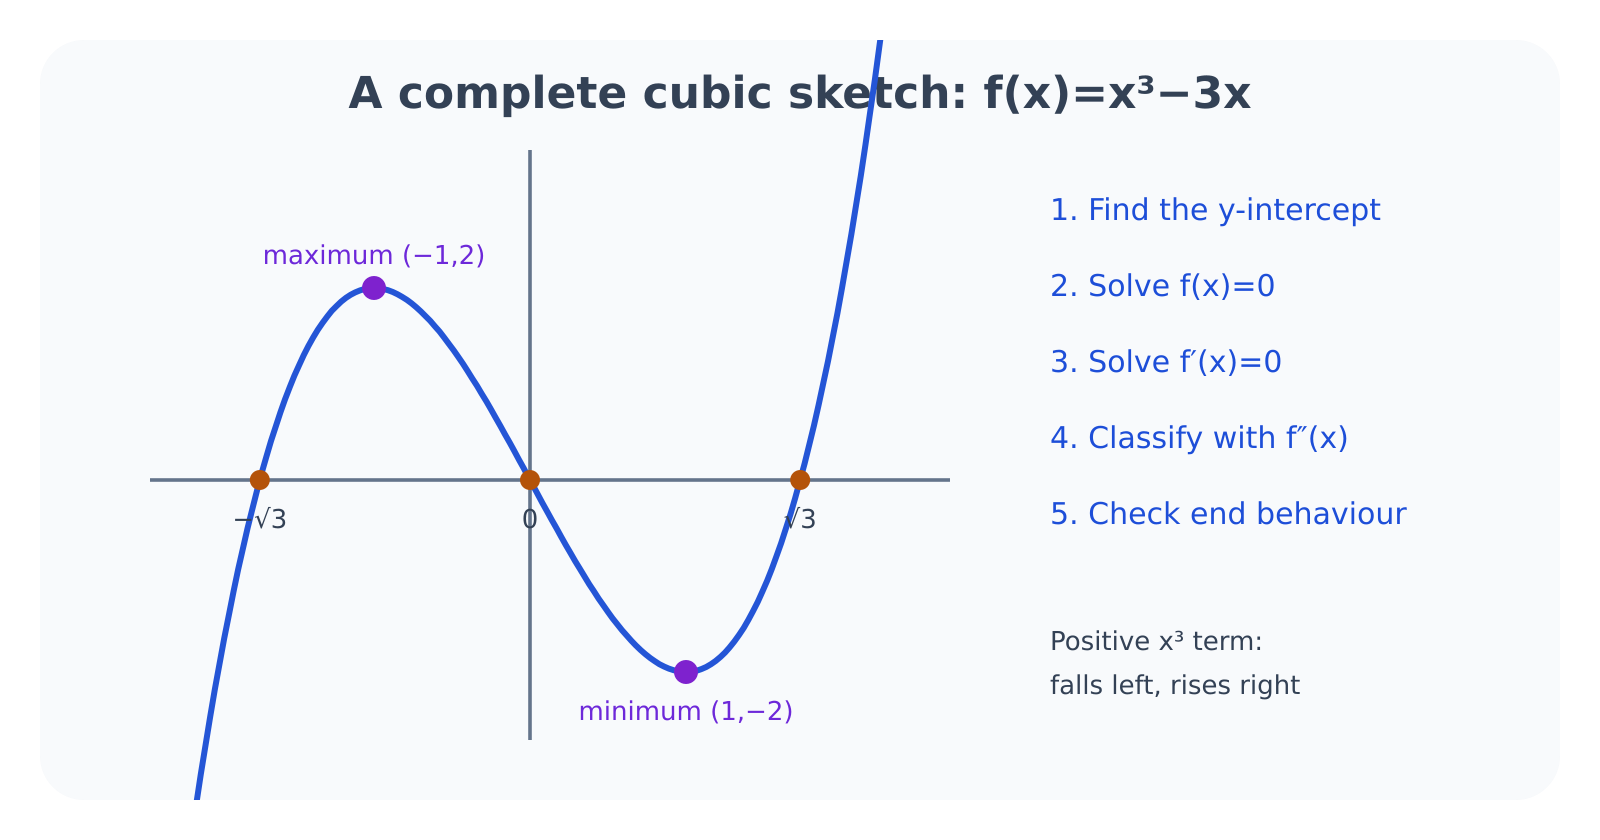 A complete cubic sketch: f(x)=x³−3x
maximum (−1,2)
−√3
0
√3
minimum (1,−2)
1. Find the y-intercept
2. Solve f(x)=0
3. Solve f′(x)=0
4. Classify with f″(x)
5. Check end behaviour
Positive x³ term:
falls left, rises right